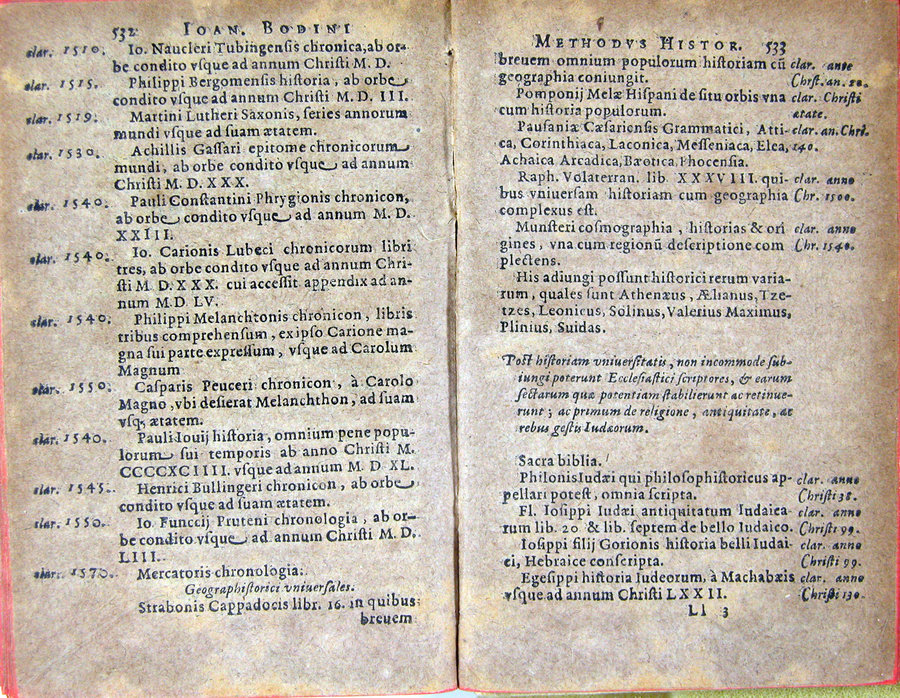 532 IOAN. BODINI
clar. 1510. Io. Naucleri Tubingensis chronica, ab or-
be condito vsque ad annum Christi M. D.
clar. 1515. Philippi Bergomensis historia, ab orbe
condito vsque ad annum Christi M. D. III.
clar. 1519. Martini Lutheri Saxonis, series annorum
mundi vsque ad suam ætatem.
clar. 1530. Achillis Gassari epitome chronicorum
mundi, ab orbe condito vsque ad annum
Christi M. D. XXX.
clar. 1540. Pauli Constantini Phrygionis chronicon,
ab orbe condito vsque ad annum M. D.
XXIII.
clar. 1540. Io. Carionis Lubeci chronicorum libri
tres, ab orbe condito vsque ad annum Chri-
sti M. D. XXX. cui accessit appendix ad an-
num M. D LV.
clar. 1540. Philippi Melanchtonis chronicon, libris
tribus comprehensum, ex ipso Carione ma-
gna sui parte expressum, vsque ad Carolum
Magnum
clar. 1550. Casparis Peuceri chronicon, à Carolo
Magno, vbi desierat Melanchthon, ad suam
vsq; ætatem.
clar. 1540. Pauli Iouij historia, omnium pene popu-
lorum sui temporis ab anno Christi M.
CCCCXCIIII. vsque ad annum M. D XL.
clar. 1545. Henrici Bullingeri chronicon, ab orbe
condito vsque ad suam ætatem.
clar. 1550. Io Funccij Pruteni chronologia, ab or-
be condito vsque ad annum Christi M. D.
LIII.
clar. 1570. Mercatoris chronologia.
Geographistorici vniuersales.
Strabonis Cappadocis libr. 16. in quibus
breuem
METHODVS HISTOR. 533
breuem omnium populorum historiam cũ clar. ante
geographia coniungit. Chrst. an. 20.
Pomponij Melæ Hispani de situ orbis vna clar. Christi
cum historia populorum. ætate.
Pausaniæ Cæsariensis Grammatici, Atti- clar. an. Chri.
ca, Corinthiaca, Laconica, Messeniaca, Elea, 140.
Achaica Arcadica, Bæotica, Phocensia.
Raph. Volaterran. lib. XXXVIII. qui- clar. anno
bus vniuersam historiam cum geographia Chr. 1500.
complexus est.
Munsteri cosmographia, historias & ori clar. anno
gines, vna cum regionũ descriptione com Chr. 1540.
plectens.
His adiungi possunt historici rerum varia-
rum, quales sunt Athenæus, Ælianus, Tze-
tzes, Leonicus, Solinus, Valerius Maximus,
Plinius, Suidas.
Post historiam vniuersitatis, non incommode sub-
iungi poterunt Ecclesiastici scriptores, & earum
sectarum quæ potentiam stabilierunt ac retinue-
runt; ac primum de religione, antiquitate, ac
rebus gestis Iudæorum.
Sacra biblia.
Philonis Iudæi qui philosophistoricus ap- clar. anno
pellari potest, omnia scripta. Christi 38.
Fl. Iosippi Iudæi antiquitatum Iudaica- clar. anno
rum lib. 20 & lib. septem de bello Iudaico. Christi 99.
Iosippi filij Gorionis historia belli Iudai- clar. anno
ci, Hebraice conscripta. Christi 99.
Egesippi historia Iudeorum, à Machabæis clar. anno
vsque ad annum Christi LXXII. Christi 130.
Ll 3